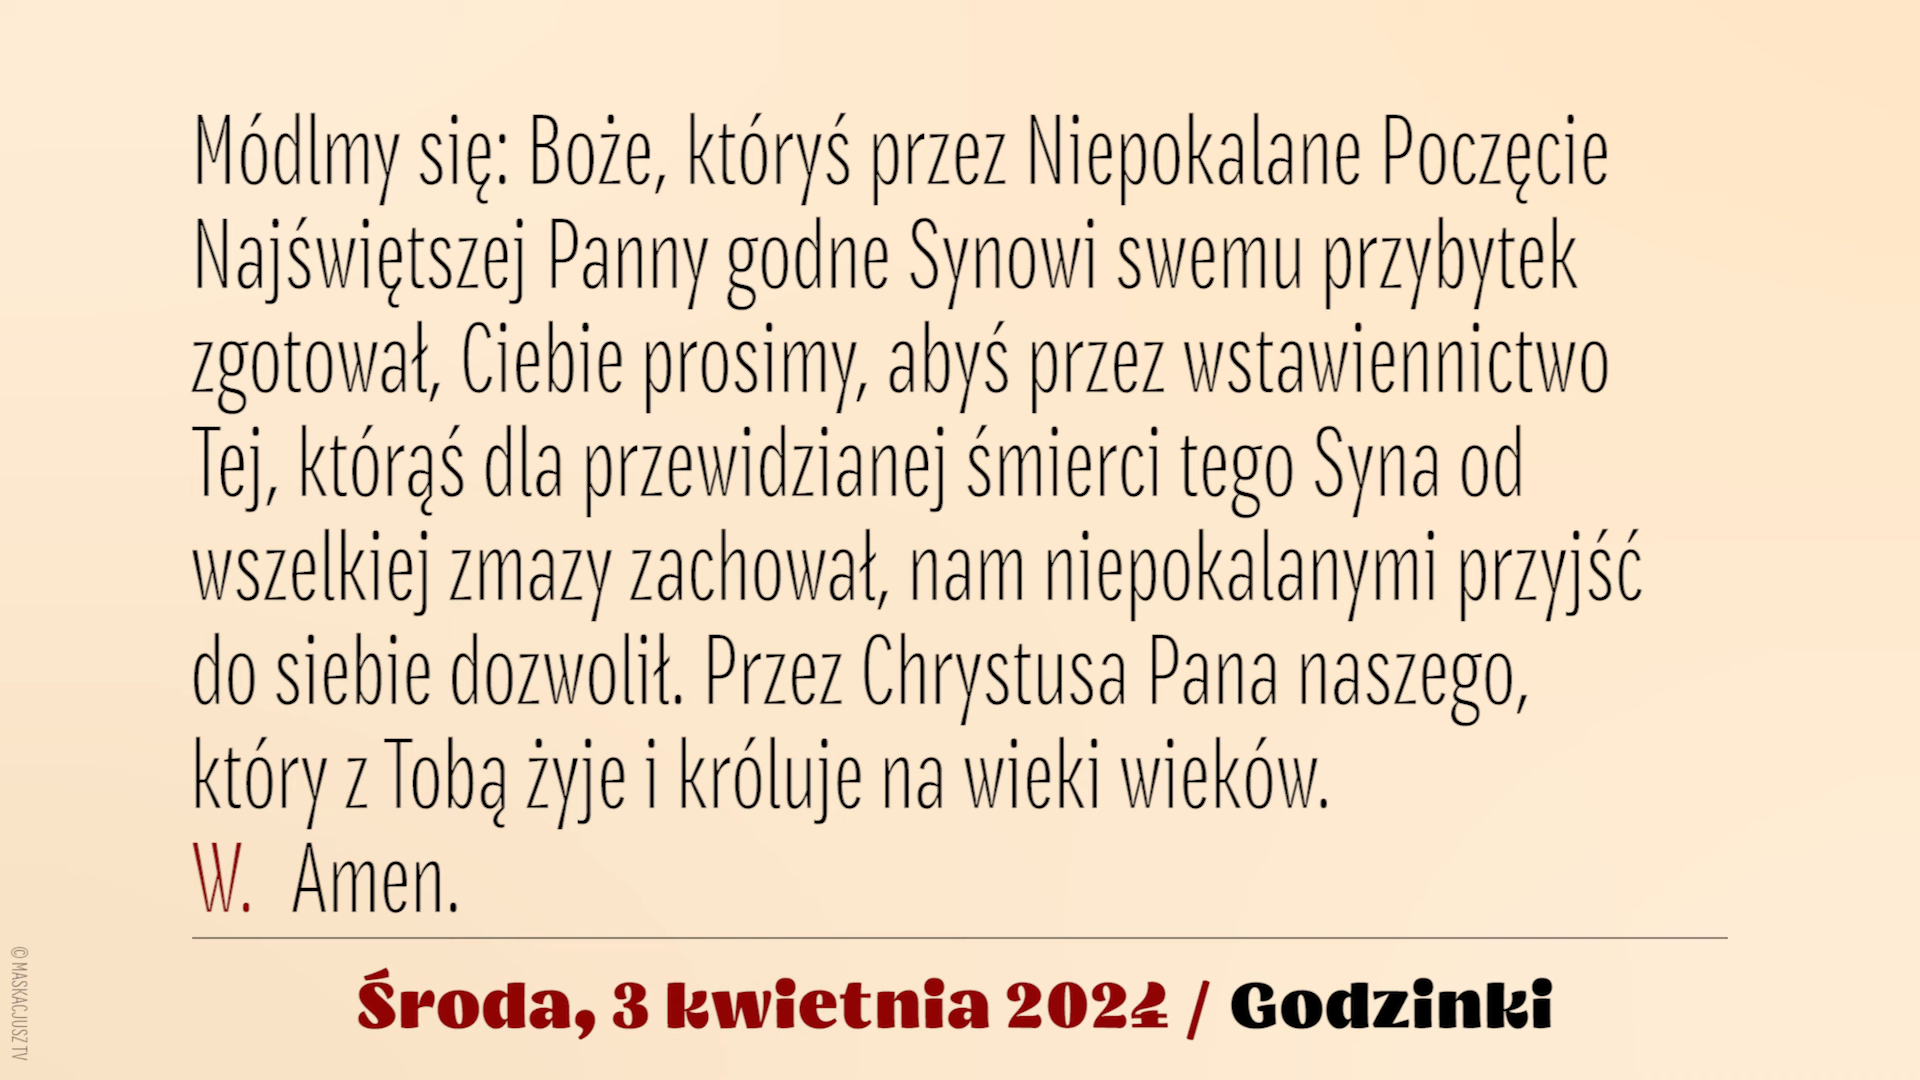 Módlmy się: Boże, któryś przez Niepokalane Poczęcie
Najświętszej Panny godne Synowi swemu przybytek
zgotował, Ciebie prosimy, abyś przez wstawiennictwo
Tej, którąś dla przewidzianej śmierci tego Syna od
wszelkiej zmazy zachował, nam niepokalanymi przyjść
do siebie dozwolił. Przez Chrystusa Pana naszego,
który z Tobą żyje i króluje na wieki wieków.
W. Amen.
Środa, 3 kwietnia 2024 / Godzinki
© MASKACJUSZ TV